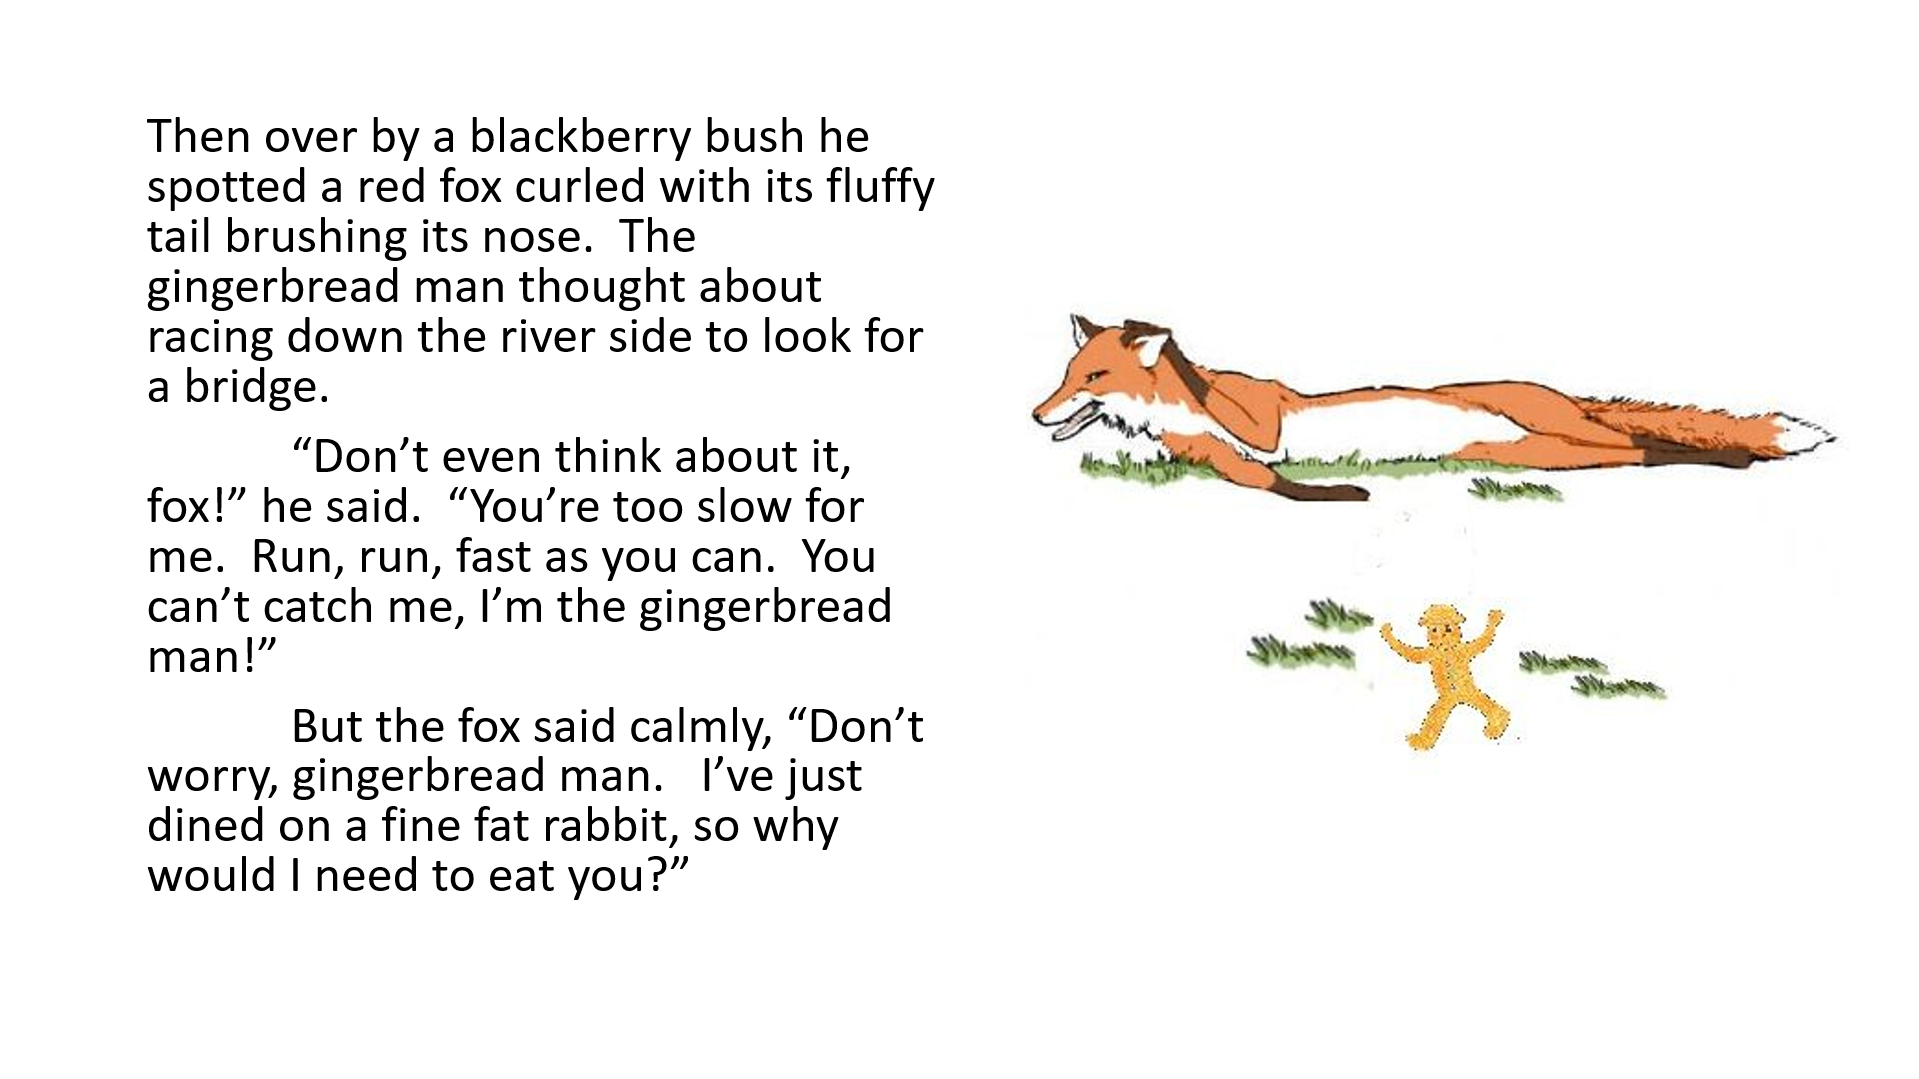 Then over by a blackberry bush he
spotted a red fox curled with its fluffy
tail brushing its nose.  The
gingerbread man thought about
racing down the river side to look for
a bridge.
“Don’t even think about it,
fox!” he said.  “You’re too slow for
me.  Run, run, fast as you can.  You
can’t catch me, I’m the gingerbread
man!”
But the fox said calmly, “Don’t
worry, gingerbread man.   I’ve just
dined on a fine fat rabbit, so why
would I need to eat you?”